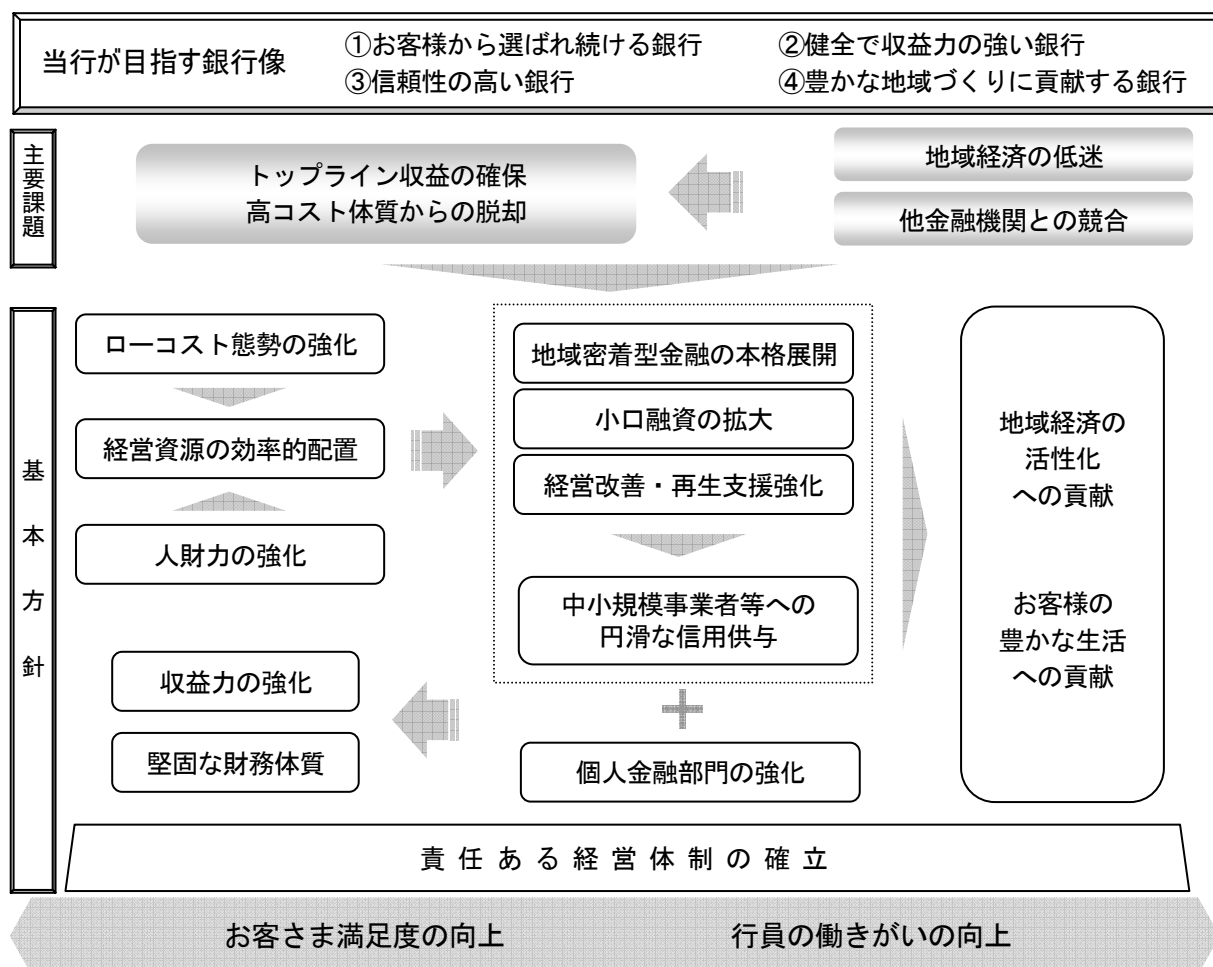 当行が目指す銀行像
①お客様から選ばれ続ける銀行
②健全で収益力の強い銀行
③信頼性の高い銀行
④豊かな地域づくりに貢献する銀行
主要課題
トップライン収益の確保
高コスト体質からの脱却
地域経済の低迷
他金融機関との競合
基本方針
ローコスト態勢の強化
経営資源の効率的配置
人財力の強化
収益力の強化
堅固な財務体質
地域密着型金融の本格展開
小口融資の拡大
経営改善・再生支援強化
中小規模事業者等への
円滑な信用供与
個人金融部門の強化
地域経済の
活性化
への貢献
お客様の
豊かな生活
への貢献
責任ある経営体制の確立
お客さま満足度の向上
行員の働きがいの向上